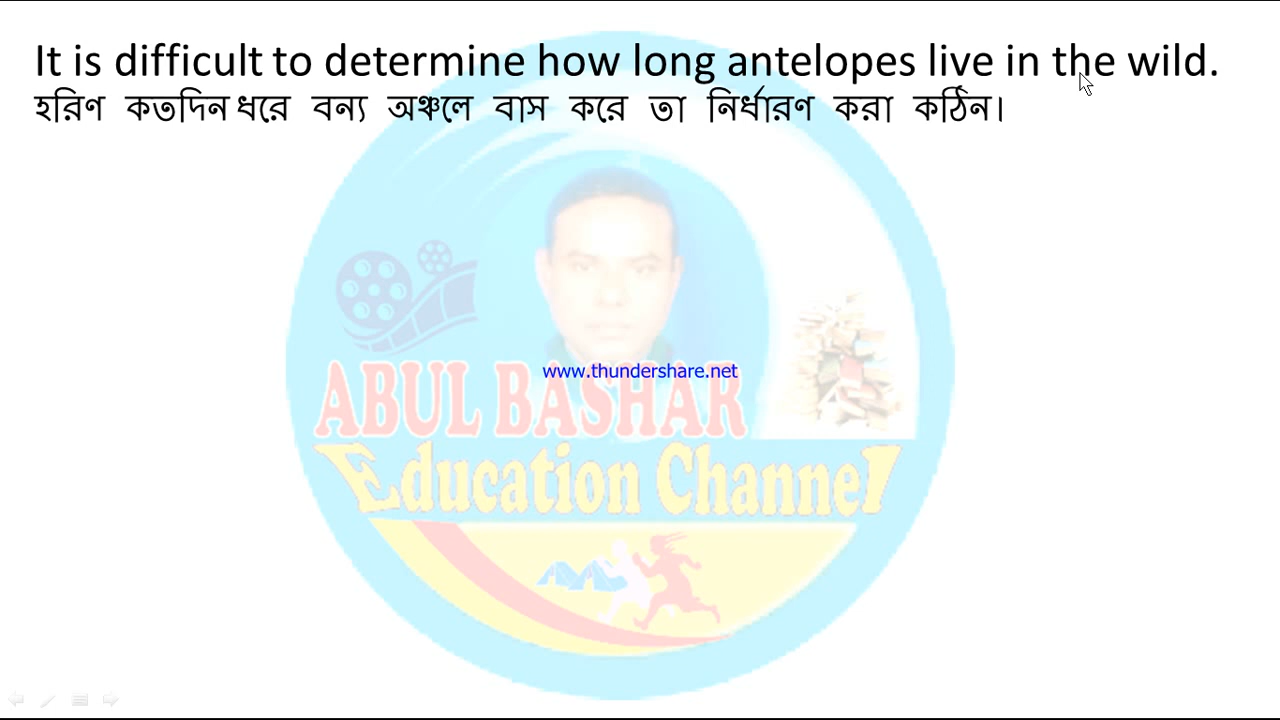 It is difficult to determine how long antelopes live in the wild.
হরিণ কতদিন ধরে বন্য অঞ্চলে বাস করে তা নির্ধারণ করা কঠিন।
www.thundershare.net
ABUL BASHAR
Education Channel